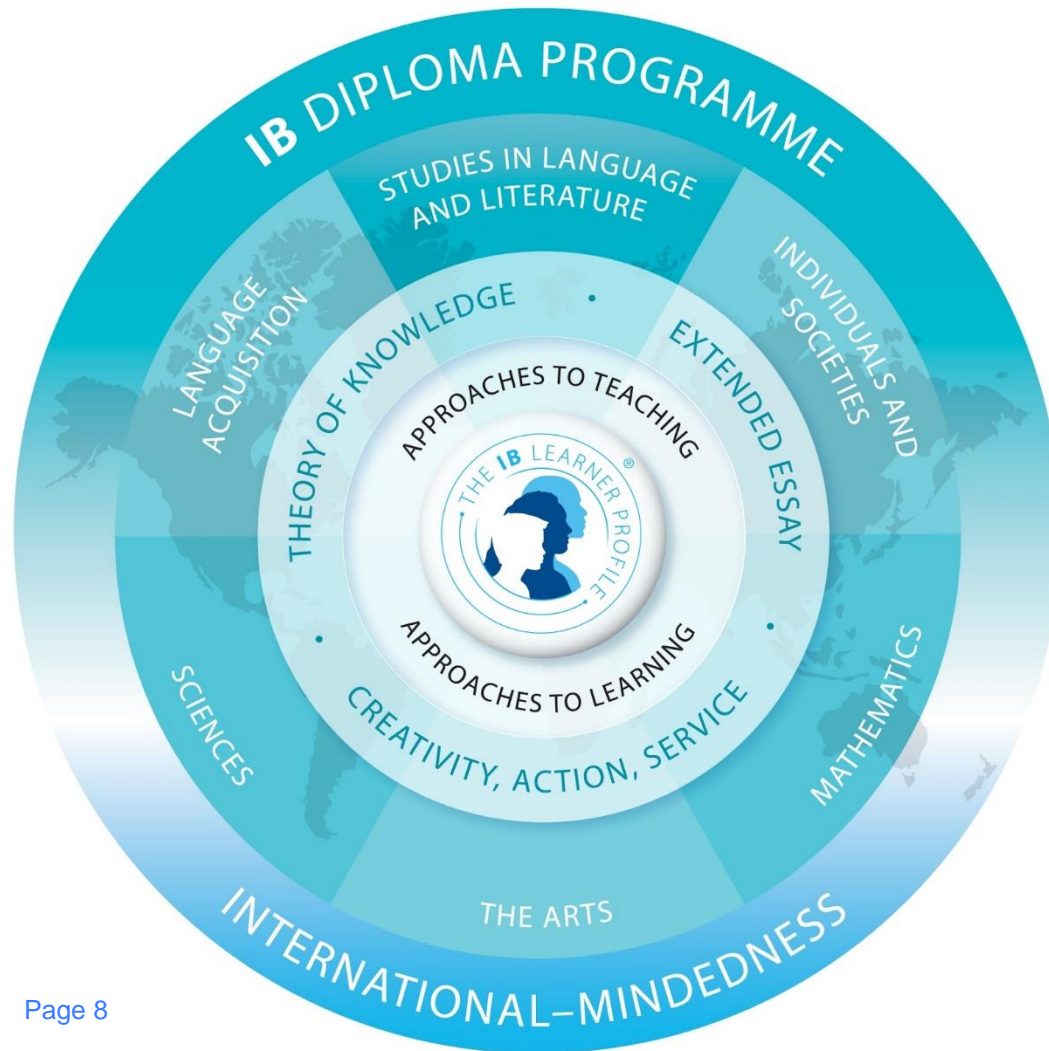 IB DIPLOMA PROGRAMME
STUDIES IN LANGUAGE
AND LITERATURE
LANGUAGE
ACQUISITION
INDIVIDUALS AND
SOCIETIES
THEORY OF KNOWLEDGE
•
EXTENDED ESSAY
•
CREATIVITY, ACTION, SERVICE
•
APPROACHES TO TEACHING
THE IB LEARNER PROFILE®
APPROACHES TO LEARNING
SCIENCES
MATHEMATICS
THE ARTS
INTERNATIONAL–MINDEDNESS
Page 8